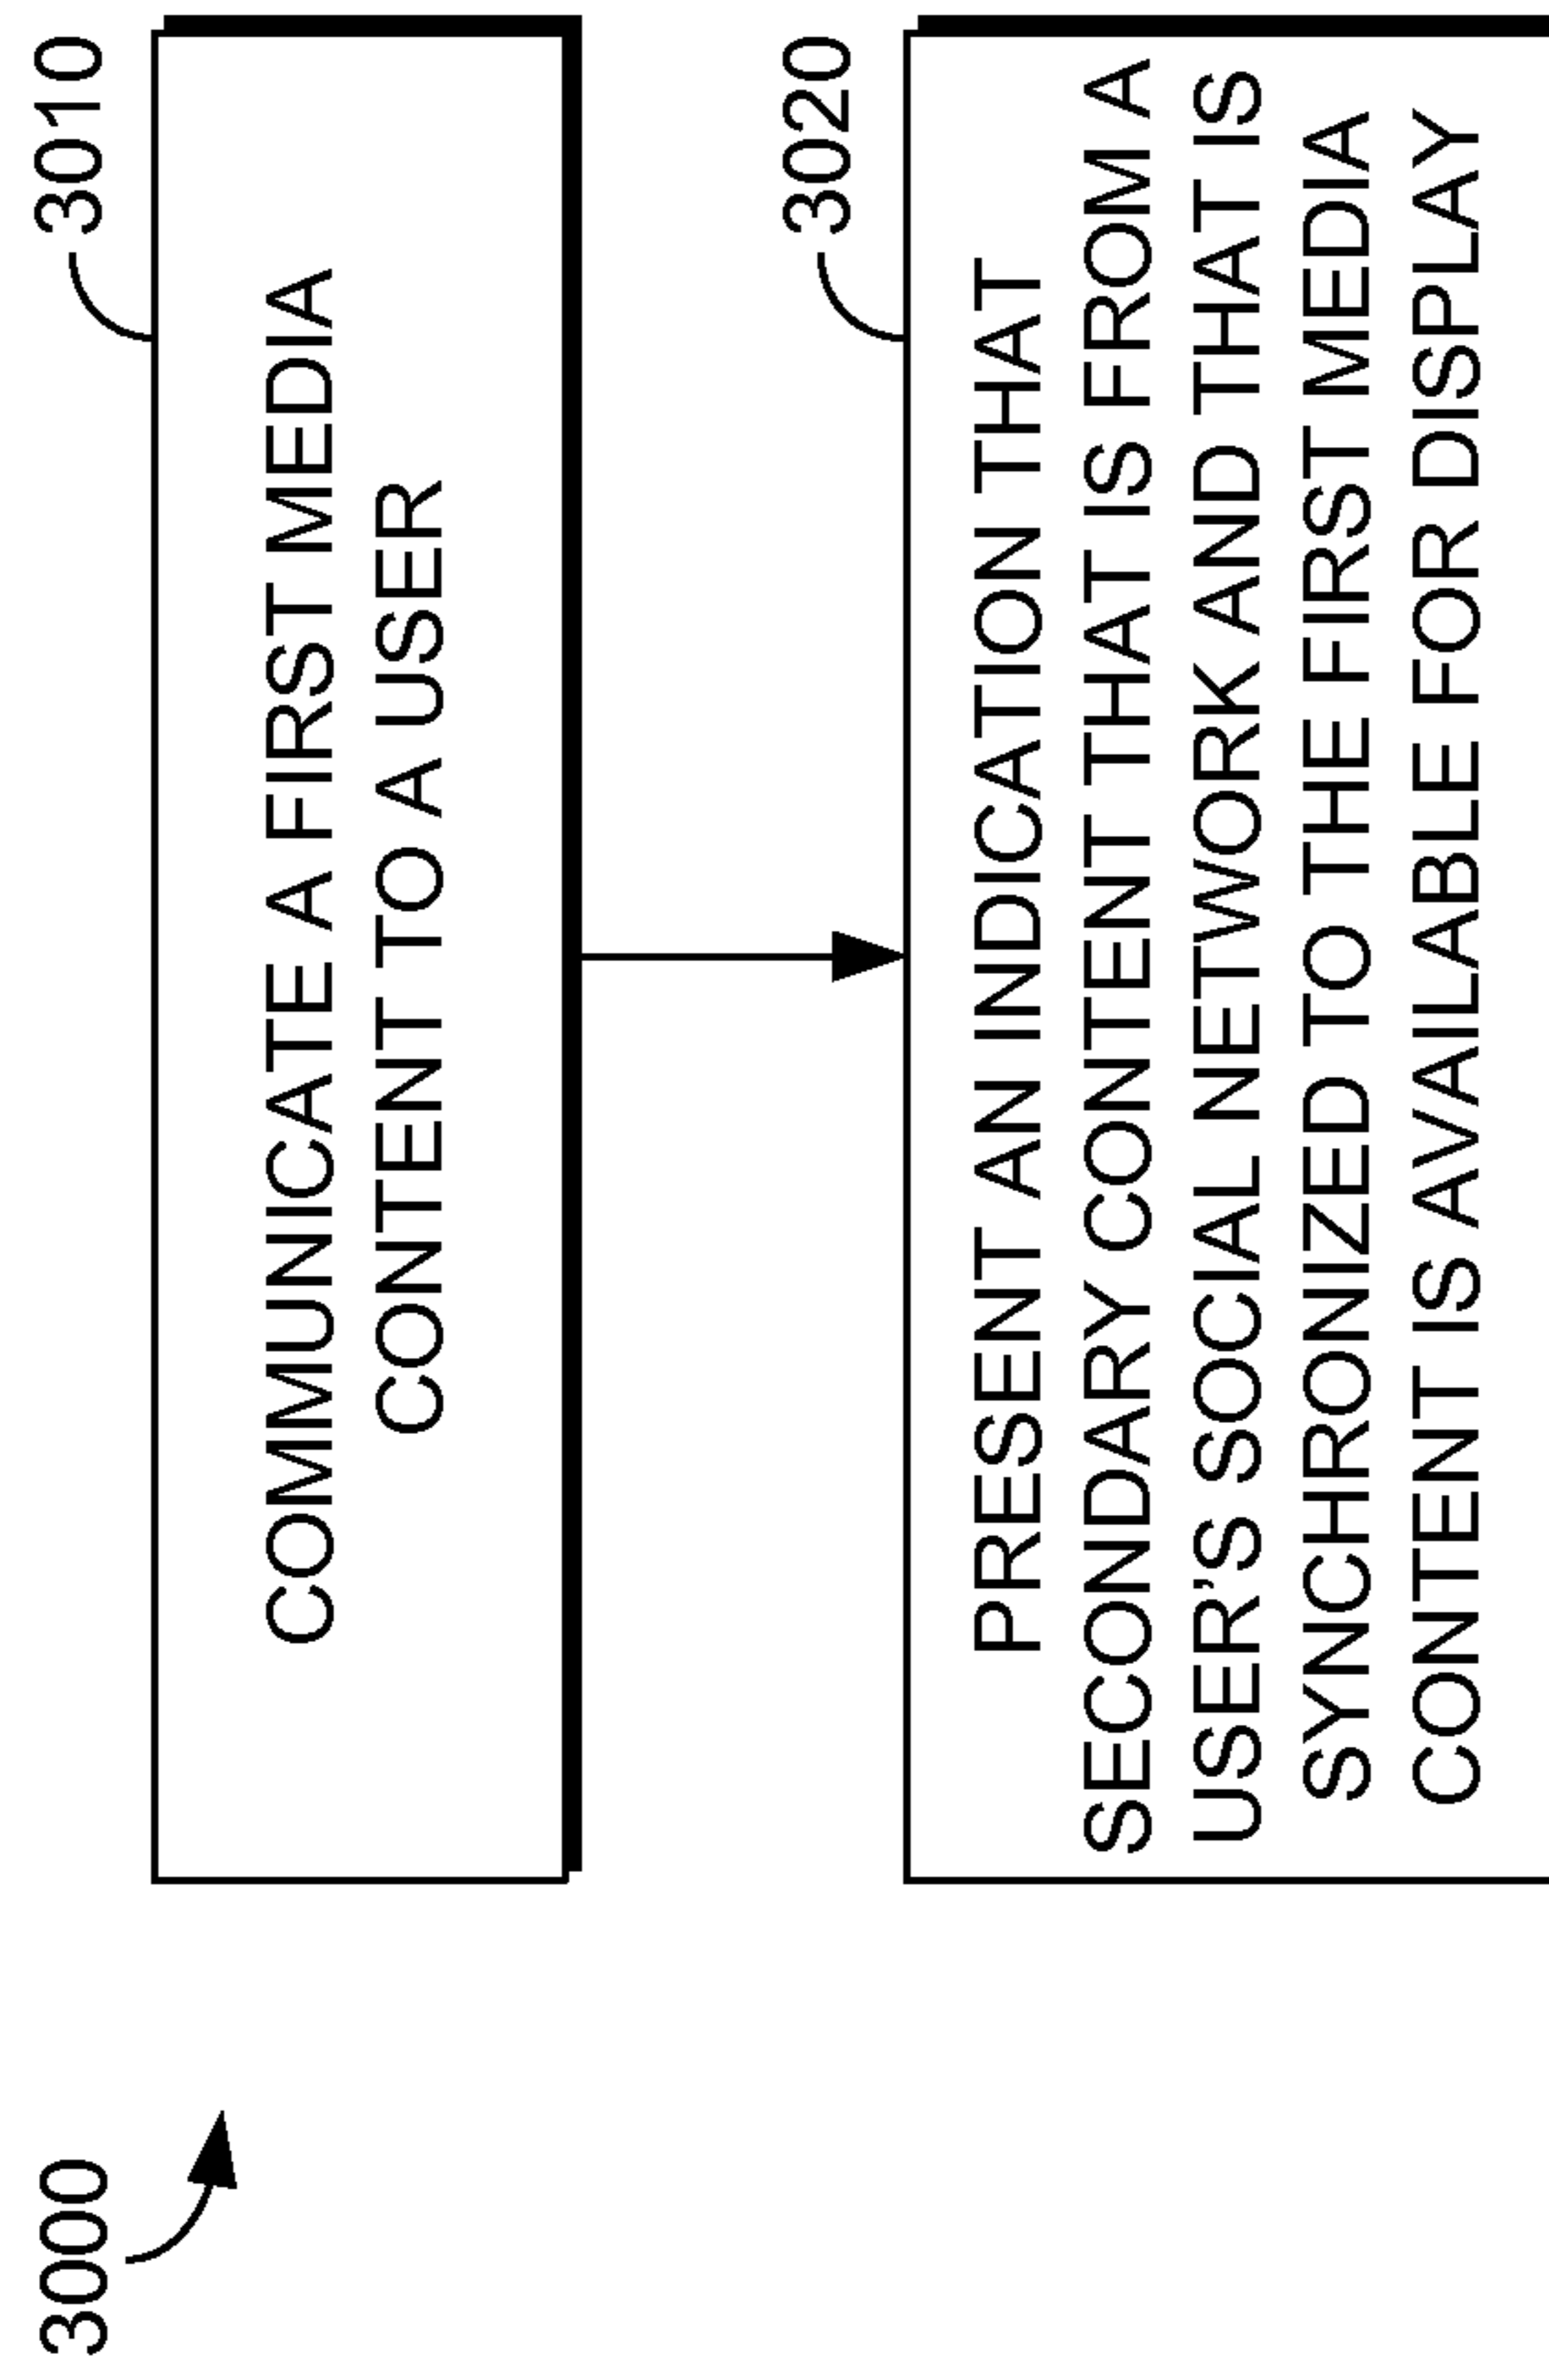 3000
3010
COMMUNICATE A FIRST MEDIA
CONTENT TO A USER
3020
PRESENT AN INDICATION THAT
SECONDARY CONTENT THAT IS FROM A
USER'S SOCIAL NETWORK AND THAT IS
SYNCHRONIZED TO THE FIRST MEDIA
CONTENT IS AVAILABLE FOR DISPLAY